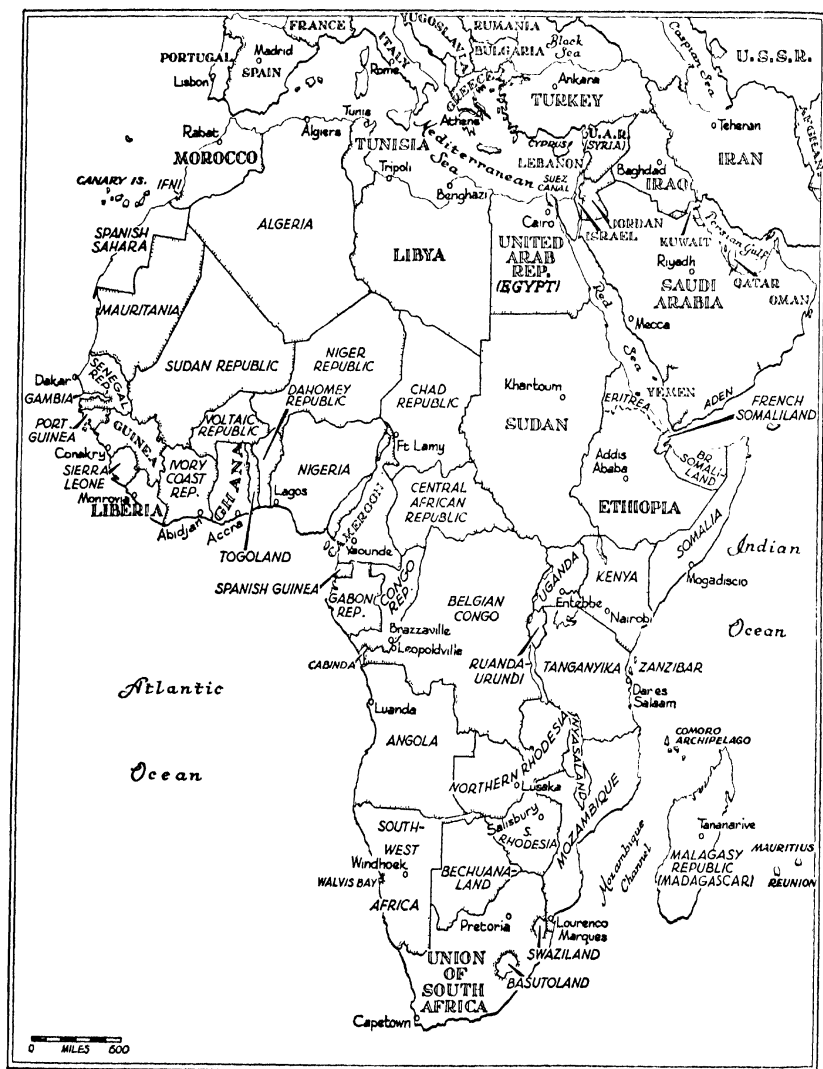 FRANCE
YUGOSLAVIA
RUMANIA
BULGARIA
Black Sea
Caspian Sea
U.S.S.R.
PORTUGAL
Madrid
SPAIN
Lisbon
ITALY
Rome
GREECE
Athens
Ankara
TURKEY
Teheran
IRAN
AFGHAN.
Rabat
MOROCCO
Algiers
Tunis
TUNISIA
Tripoli
Mediterranean Sea
CYPRUS
U.A.R.
(SYRIA)
LEBANON
SUEZ
CANAL
Baghdad
IRAQ
CANARY IS.
IFNI
Benghazi
Cairo
JORDAN
ISRAEL
KUWAIT
Persian Gulf
SPANISH
SAHARA
ALGERIA
LIBYA
UNITED
ARAB
REP.
(EGYPT)
Riyadh
SAUDI
ARABIA
QATAR
OMAN
MAURITANIA
Red Sea
Mecca
Dakar
SENEGAL
REP.
GAMBIA
SUDAN REPUBLIC
NIGER
REPUBLIC
DAHOMEY
REPUBLIC
CHAD
REPUBLIC
Khartoum
SUDAN
ERITREA
YEMEN
ADEN
FRENCH
SOMALILAND
PORT.
GUINEA
GUINEA
VOLTAIC
REPUBLIC
Ft Lamy
Conakry
SIERRA
LEONE
IVORY
COAST
REP.
GHANA
NIGERIA
Addis
Ababa
BR.
SOMALI-
LAND
Monrovia
LIBERIA
Abidjan
Accra
Lagos
CENTRAL
AFRICAN
REPUBLIC
ETHIOPIA
SOMALIA
TOGOLAND
CAMEROON
Yaounde
SPANISH GUINEA
GABON
REP.
CONGO
REP.
BELGIAN
CONGO
UGANDA
KENYA
Mogadiscio
Indian
Ocean
Entebbe
Nairobi
Brazzaville
Leopoldville
CABINDA
RUANDA-
URUNDI
TANGANYIKA
ZANZIBAR
Dar es
Salaam
Atlantic
Ocean
Luanda
ANGOLA
NORTHERN RHODESIA
NYASALAND
Lusaka
COMORO
ARCHIPELAGO
MOZAMBIQUE
Salisbury
S.
RHODESIA
SOUTH-
WEST
AFRICA
Windhoek
WALVIS BAY
BECHUANA-
LAND
Mozambique
Channel
Tananarive
MALAGASY
REPUBLIC
(MADAGASCAR)
MAURITIUS
REUNION
Pretoria
Lourenco
Marques
SWAZILAND
BASUTOLAND
UNION
OF
SOUTH
AFRICA
Capetown
0 MILES 600